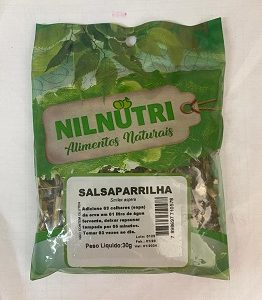 NILNUTRI
Alimentos Naturais
SALSAPARRILHA
Smilax aspera
Adicione 03 colheres (sopa)
da erva em 01 litro de água
fervente, deixar repousar
tampado por 05 minutos.
Tomar 03 vezes ao dia.
Peso Líquido:30g